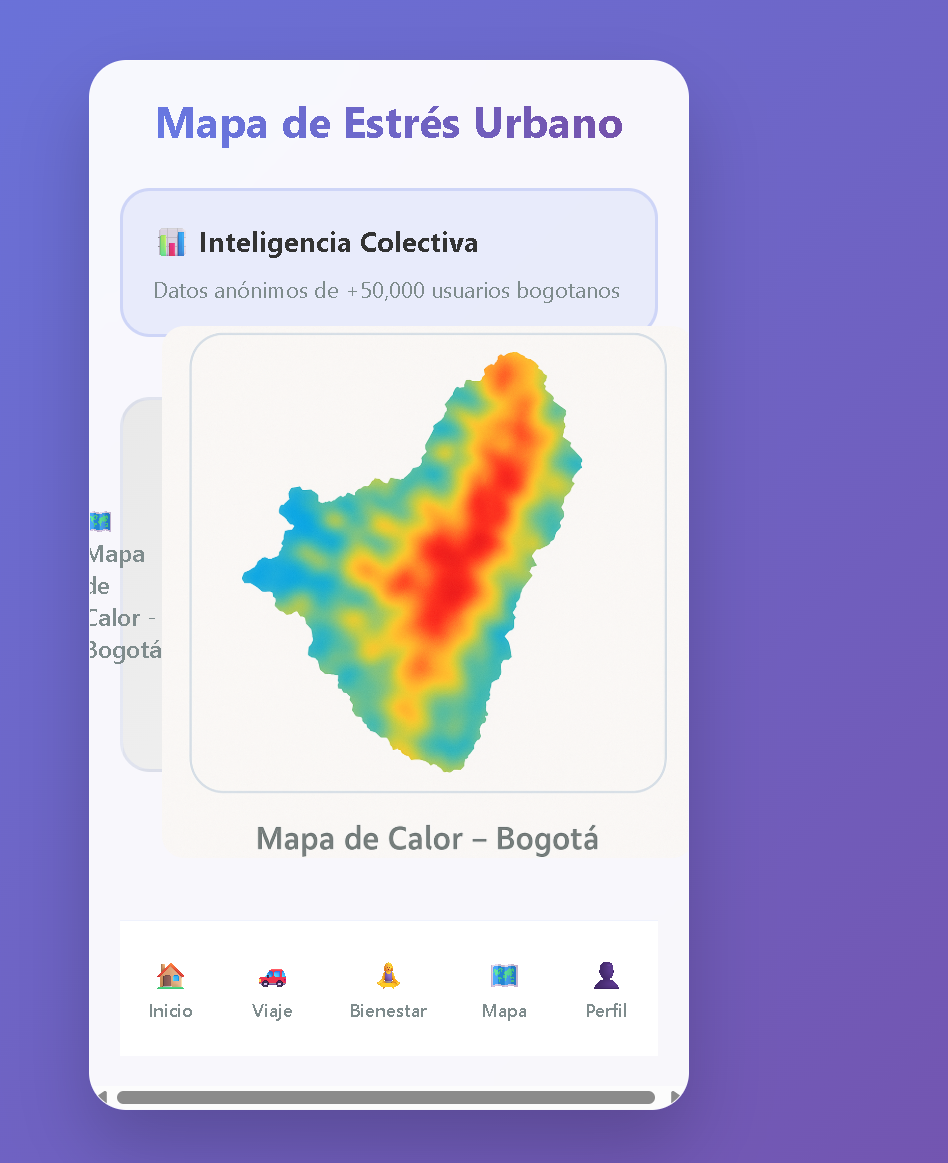 Mapa de Estrés Urbano
Inteligencia Colectiva
Datos anónimos de +50,000 usuarios bogotanos
Mapa
de
Calor -
Bogotá
Mapa de Calor – Bogotá
Inicio
Viaje
Bienestar
Mapa
Perfil